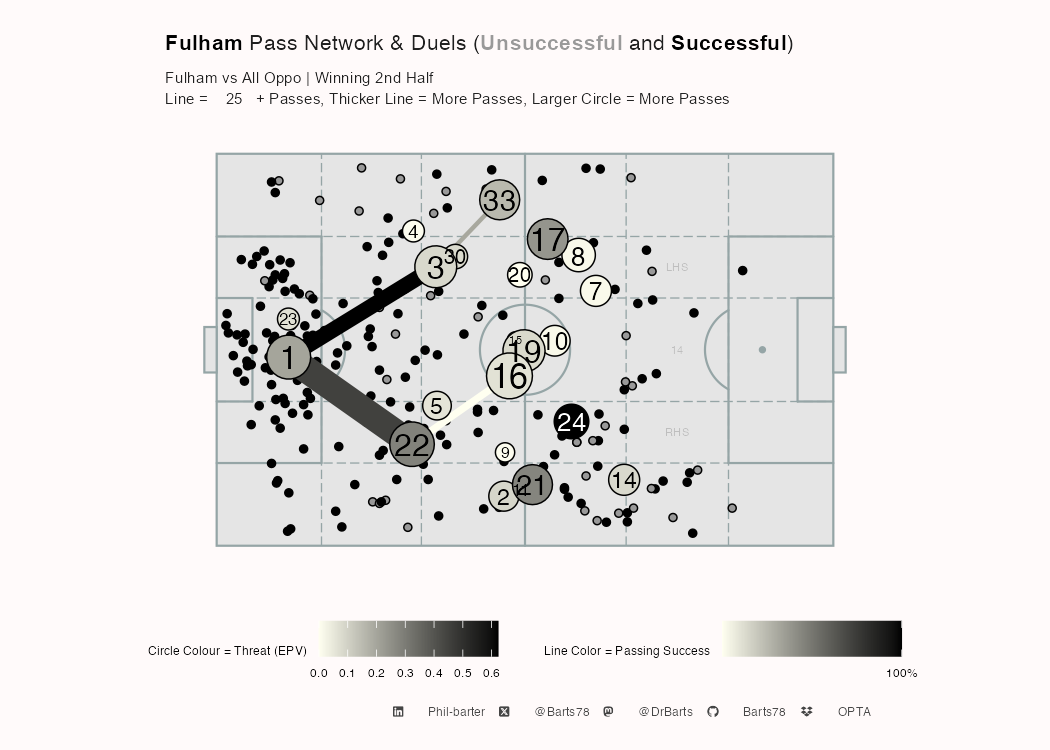 Fulham Pass Network & Duels (Unsuccessful and Successful)
Fulham vs All Oppo | Winning 2nd Half
Line = 25 + Passes, Thicker Line = More Passes, Larger Circle = More Passes
33
4
17
3 30
8
20
LHS
7
23
15
10
1
19
14
16
5
24
22
RHS
9
14
2
21
Circle Colour = Threat (EPV)
0.0 0.1 0.2 0.3 0.4 0.5 0.6
Line Color = Passing Success
100%
Phil-barter @Barts78 @DrBarts Barts78 OPTA